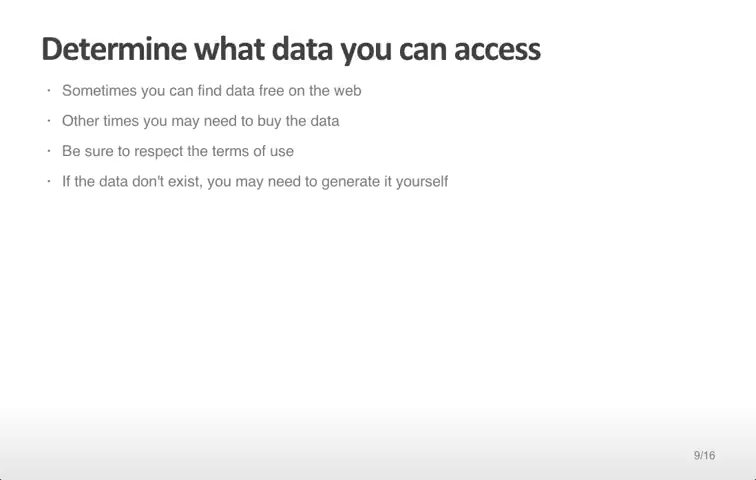 Determine what data you can access
· Sometimes you can find data free on the web
· Other times you may need to buy the data
· Be sure to respect the terms of use
· If the data don't exist, you may need to generate it yourself
9/16